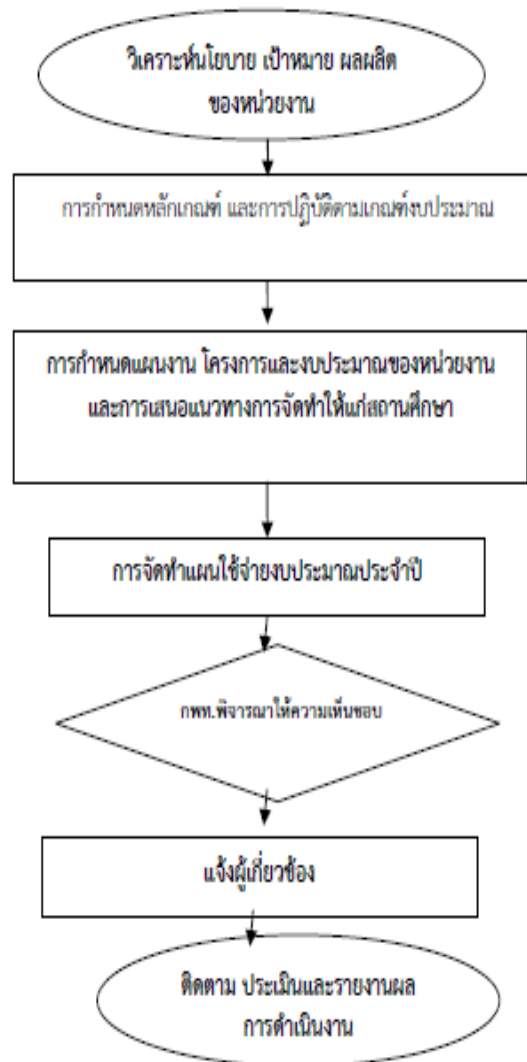 วิเคราะห์นโยบาย เป้าหมาย ผลผลิต
ของหน่วยงาน
การกำหนดหลักเกณฑ์ และการปฏิบัติตามเกณฑ์งบประมาณ
การกำหนดแผนงาน โครงการและงบประมาณของหน่วยงาน
และการเสนอแนวทางการจัดทำให้แก่สถานศึกษา
การจัดทำแผนใช้จ่ายงบประมาณประจำปี
กพท.พิจารณาให้ความเห็นชอบ
แจ้งผู้เกี่ยวข้อง
ติดตาม ประเมินและรายงานผล
การดำเนินงาน